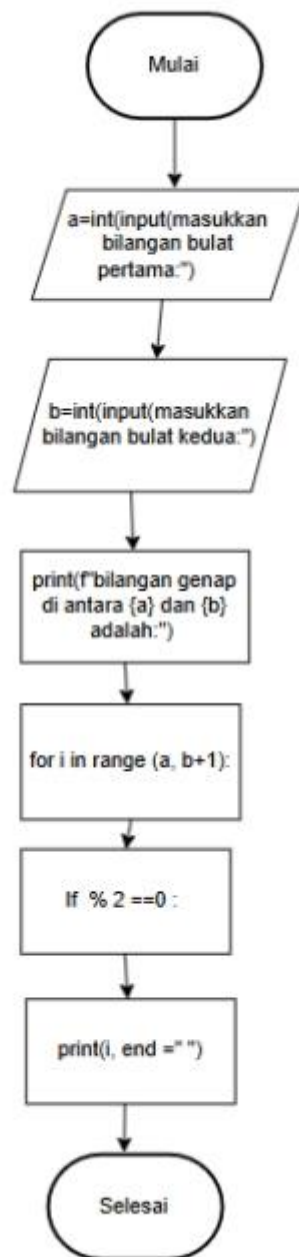 Mulai
a=int(input(masukkan
bilangan bulat
pertama:")
b=int(input(masukkan
bilangan bulat kedua:")
print(f"bilangan genap
di antara {a} dan {b}
adalah:")
for i in range (a, b+1):
If % 2 ==0 :
print(i, end =" ")
Selesai